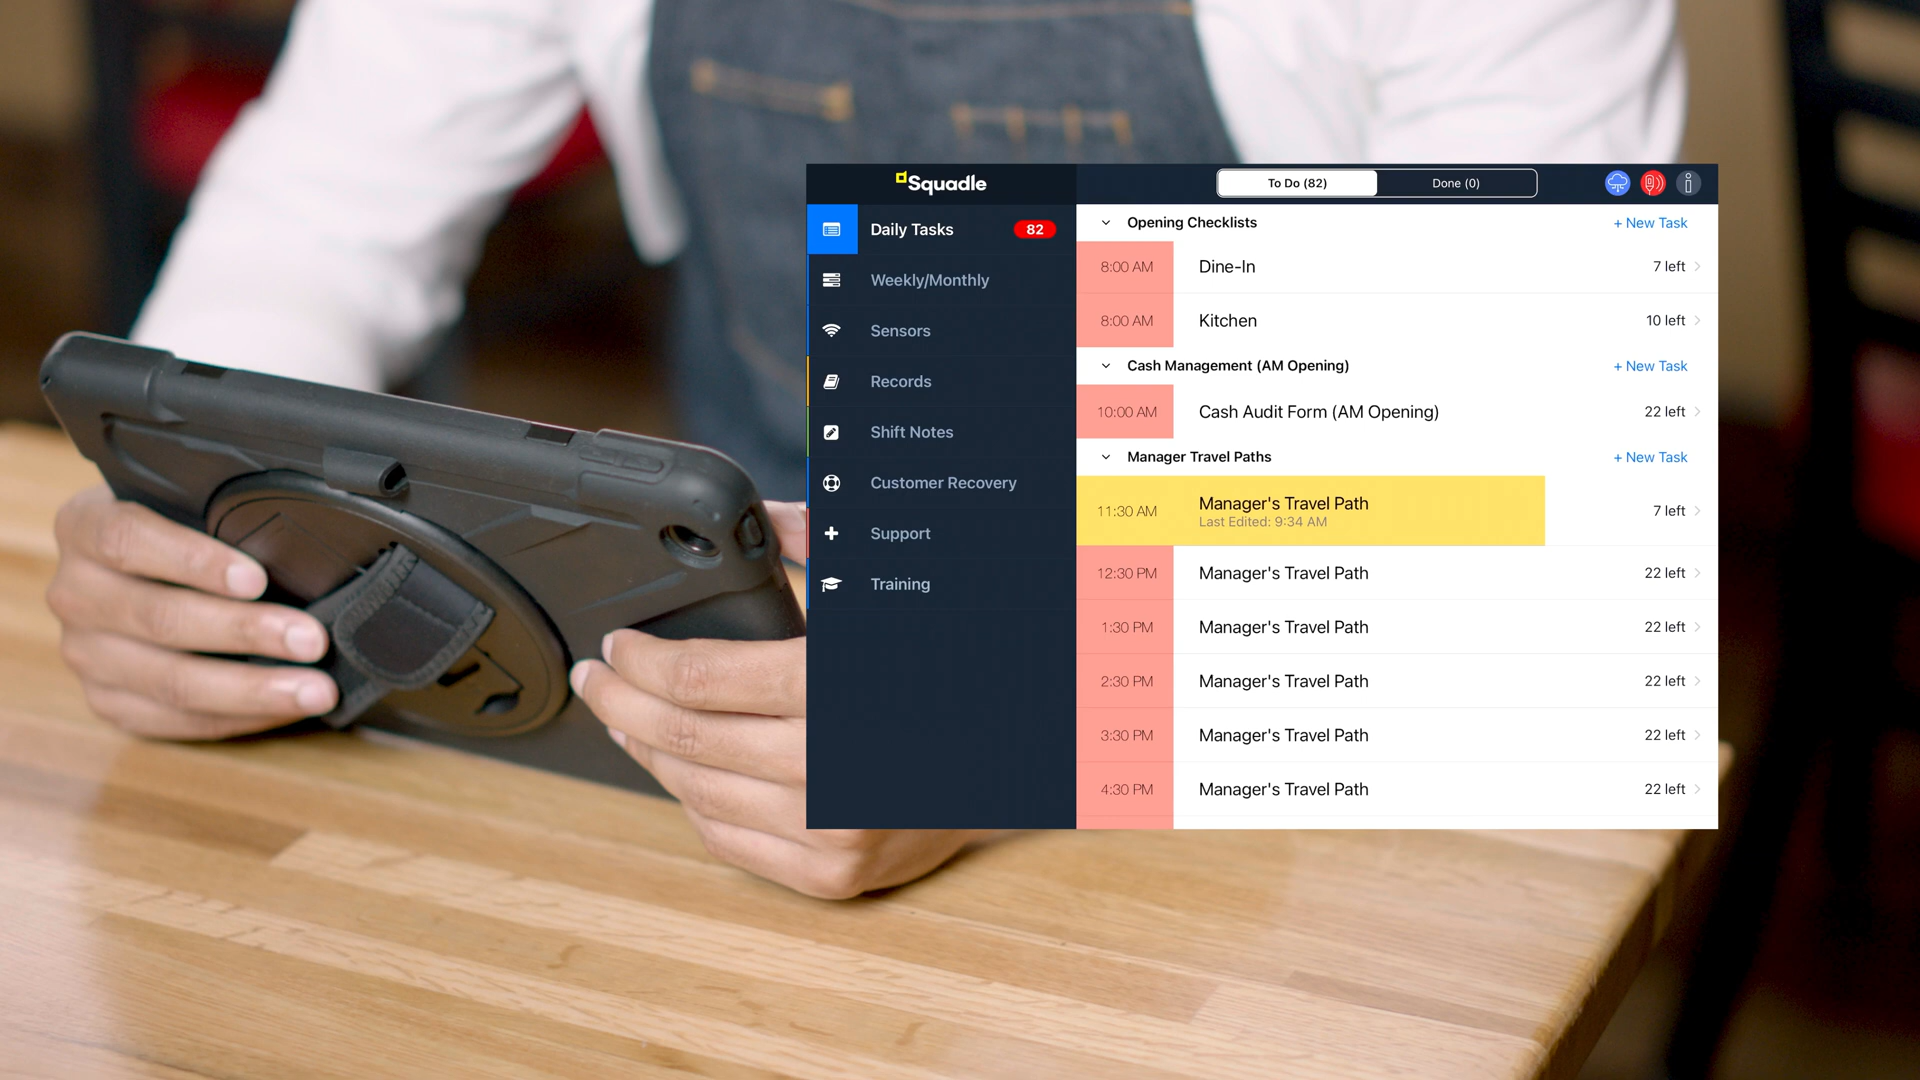 Squadle
To Do (82)
Done (0)
Daily Tasks
82
Weekly/Monthly
Sensors
Records
Shift Notes
Customer Recovery
Support
Training
Opening Checklists
+ New Task
8:00 AM Dine-In 7 left
8:00 AM Kitchen 10 left
Cash Management (AM Opening)
+ New Task
10:00 AM Cash Audit Form (AM Opening) 22 left
Manager Travel Paths
+ New Task
11:30 AM Manager's Travel Path 7 left
Last Edited: 9:34 AM
12:30 PM Manager's Travel Path 22 left
1:30 PM Manager's Travel Path 22 left
2:30 PM Manager's Travel Path 22 left
3:30 PM Manager's Travel Path 22 left
4:30 PM Manager's Travel Path 22 left